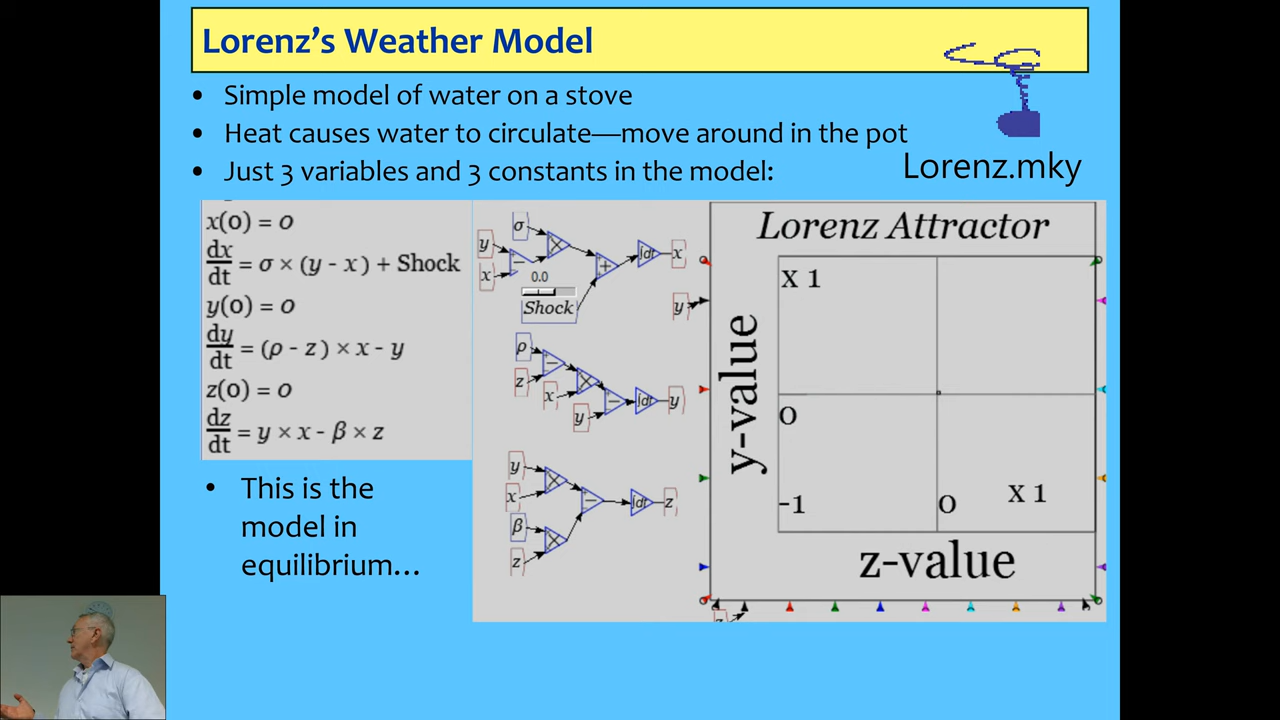 Lorenz's Weather Model
• Simple model of water on a stove
• Heat causes water to circulate—move around in the pot
• Just 3 variables and 3 constants in the model:
Lorenz.mky
x(0) = 0
dx/dt = σ × (y - x) + Shock
y(0) = 0
dy/dt = (ρ - z) × x - y
z(0) = 0
dz/dt = y × x - β × z
• This is the
model in
equilibrium…
σ
y
x
−
×
+
∫dt
x
0.0
Shock
ρ
z
−
×
x
y
−
∫dt
y
y
x
×
−
β
z
×
∫dt
z
Lorenz Attractor
y
x 1
0
-1
0
x 1
y-value
z-value